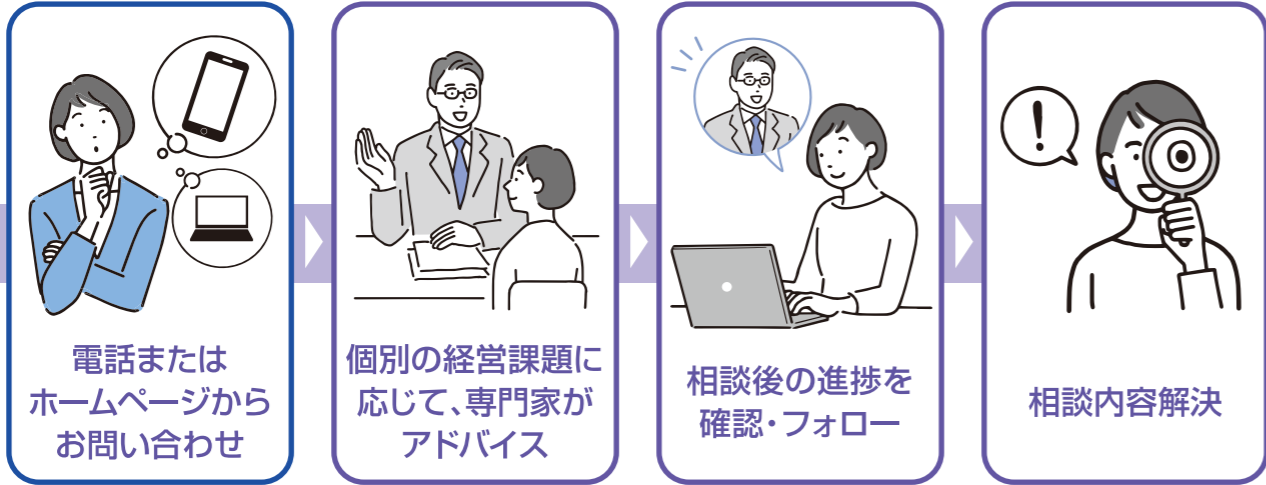 電話または
ホームページから
お問い合わせ
個別の経営課題に
応じて、専門家が
アドバイス
相談後の進捗を
確認・フォロー
相談内容解決
!